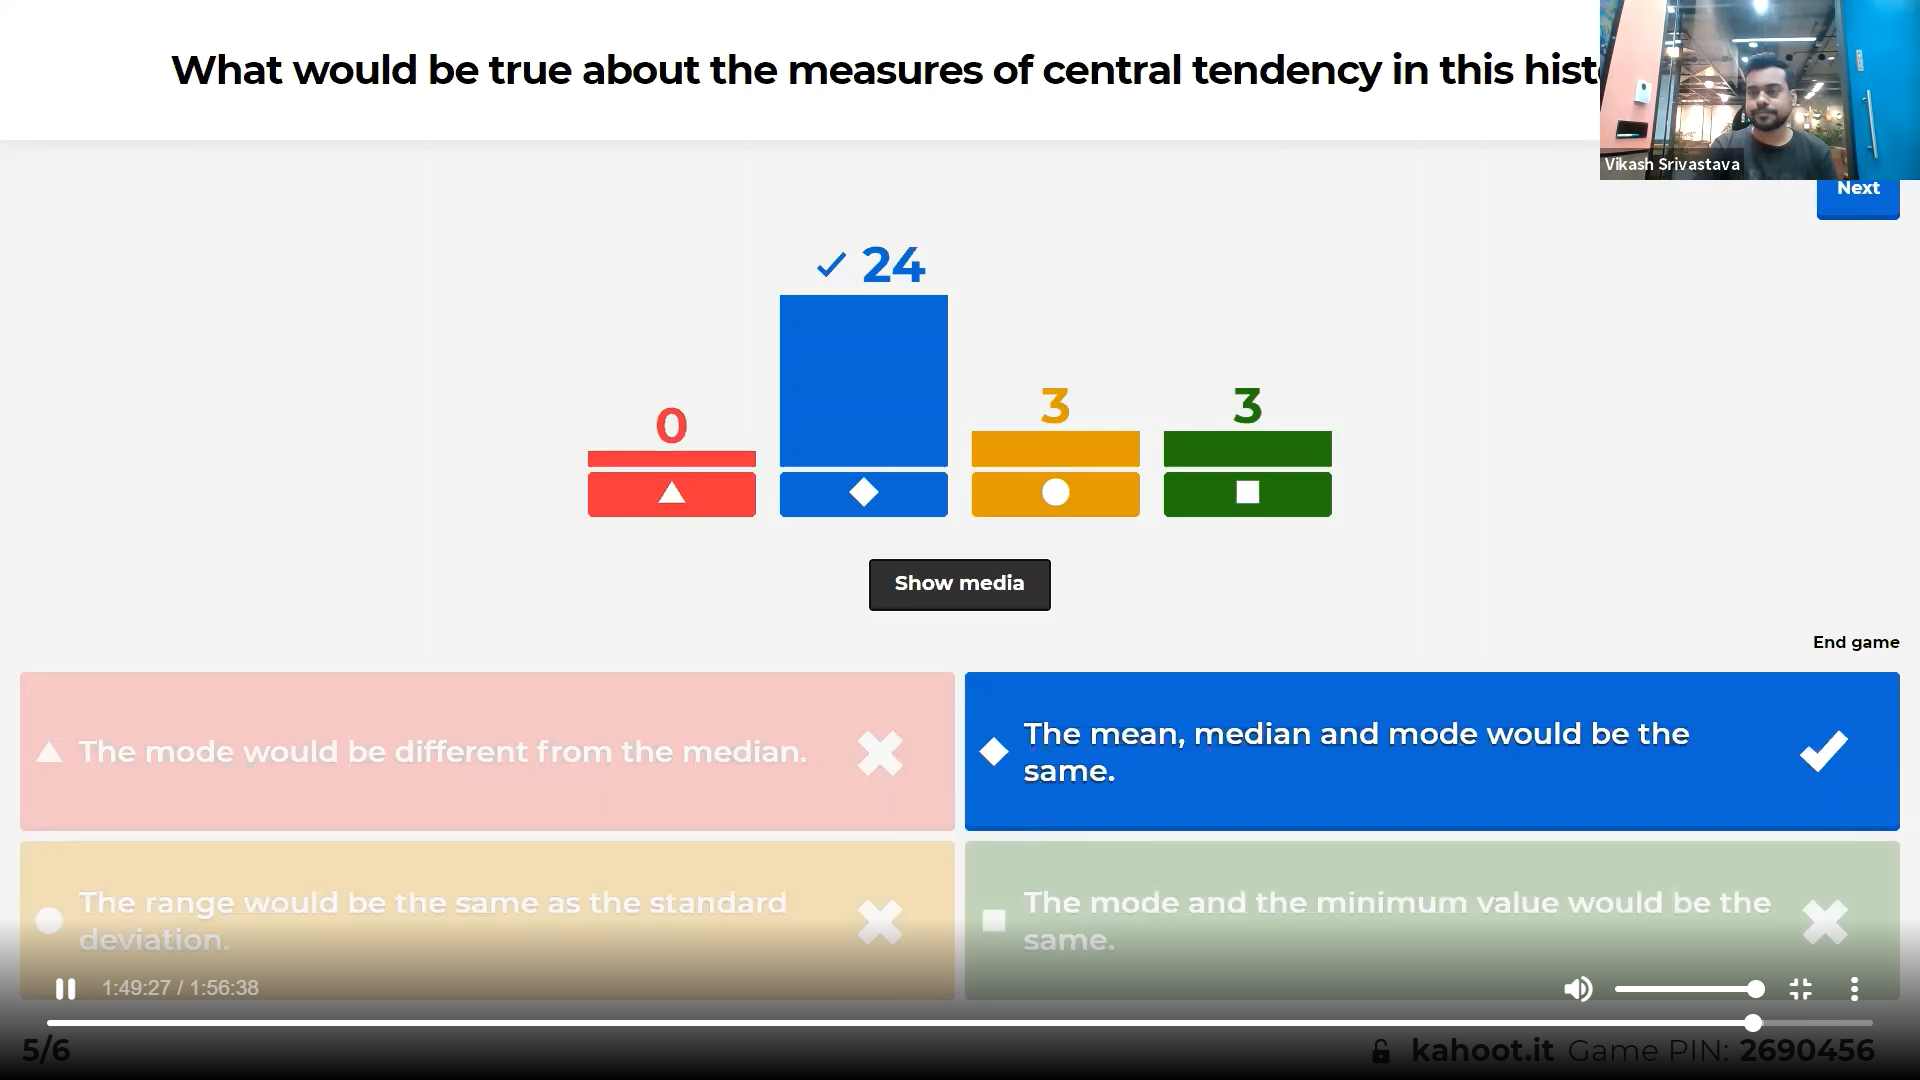 What would be true about the measures of central tendency in this hist
Vikash Srivastava
Next
24
0
3
3
Show media
End game
The mode would be different from the median.
The mean, median and mode would be the
same.
The range would be the same as the standard
deviation.
The mode and the minimum value would be the
same.
1:49:27 / 1:56:38
5/6
kahoot.it Game PIN: 2690456